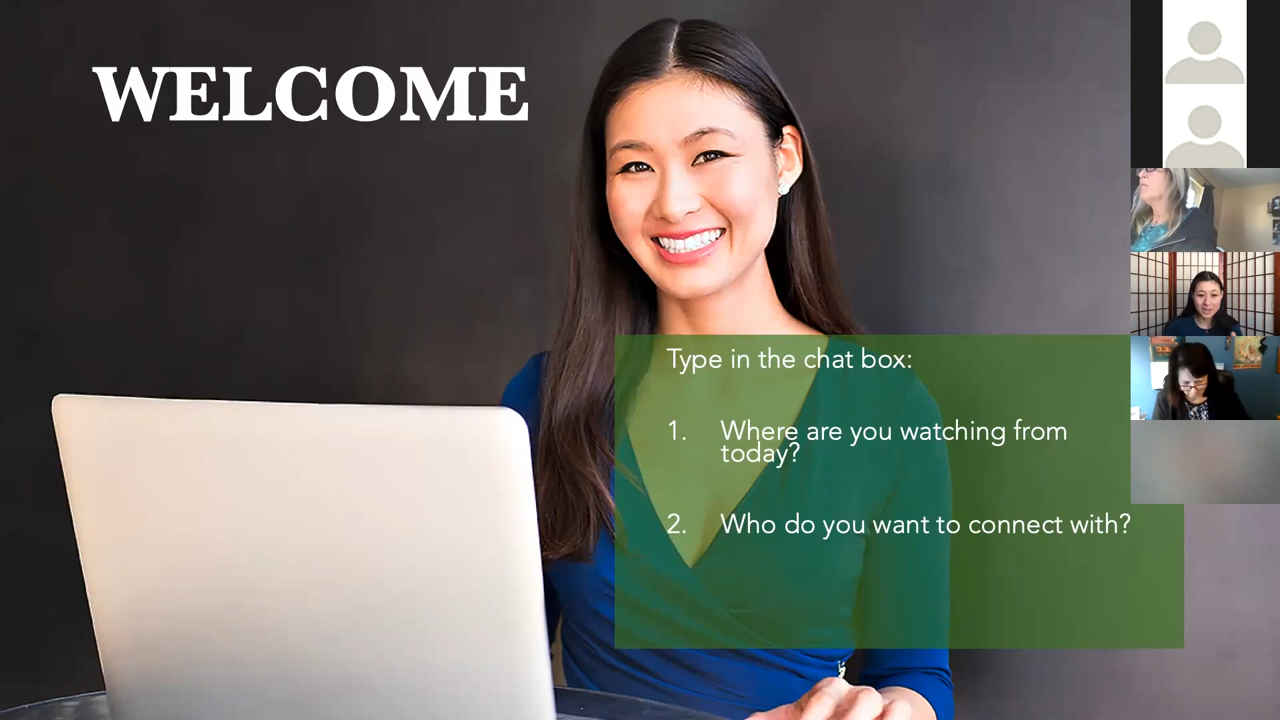 WELCOME
Type in the chat box:
1. Where are you watching from
today?
2. Who do you want to connect with?